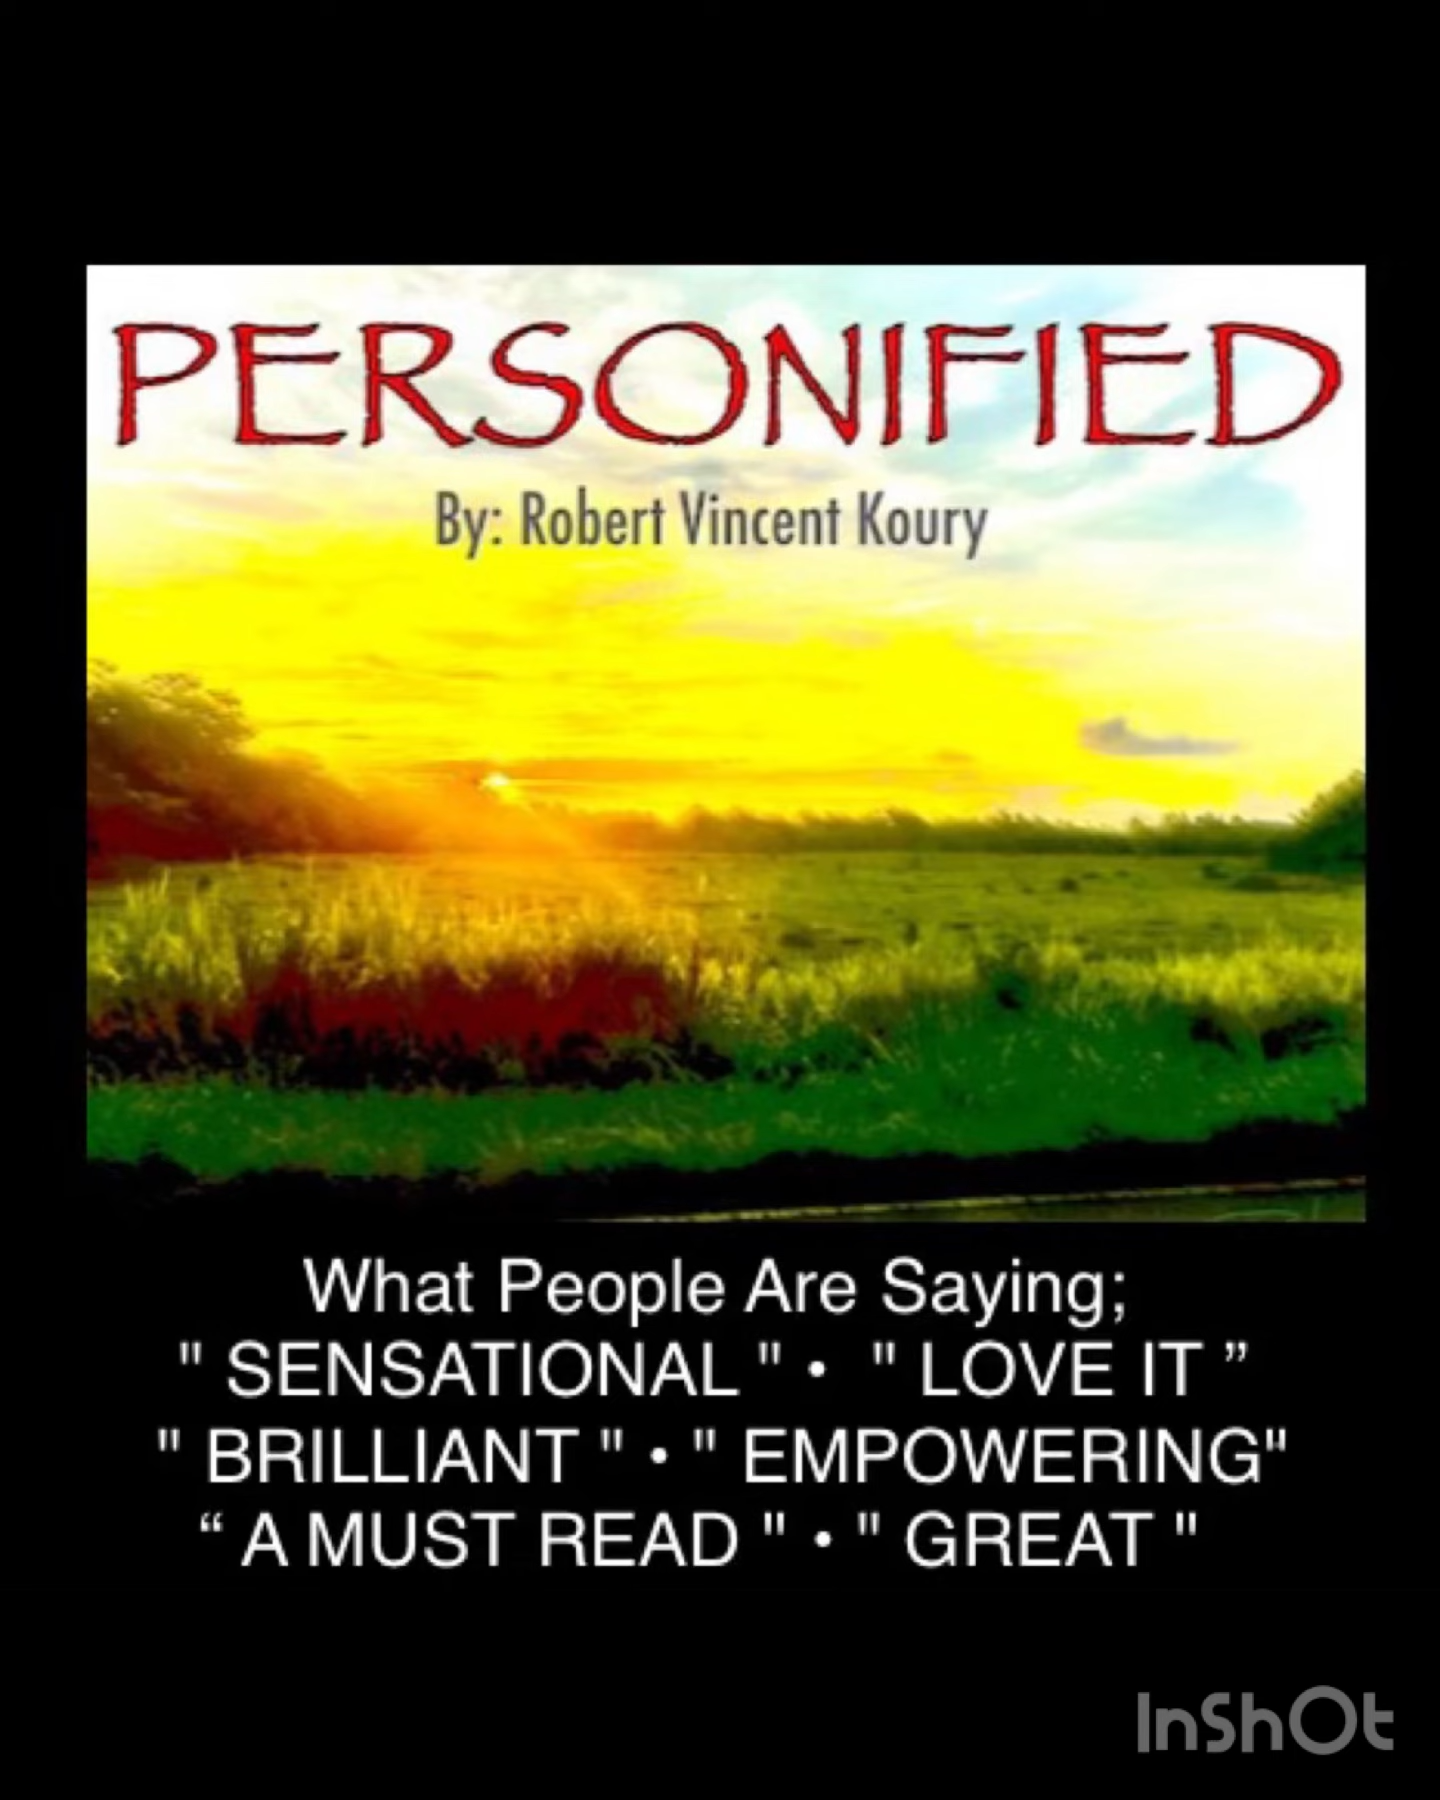 PERSONIFIED
By: Robert Vincent Koury
What People Are Saying;
" SENSATIONAL " • " LOVE IT ”
" BRILLIANT " • " EMPOWERING"
“ A MUST READ " • " GREAT "
InShOt